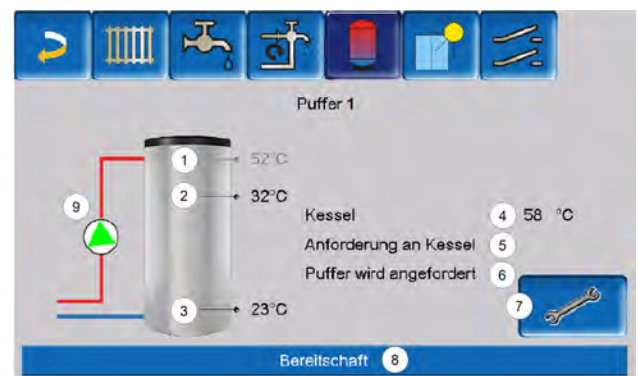 Puffer 1
1 52°C
2 32°C
9
Kessel 4 58 °C
Anforderung an Kessel 5
Puffer wird angefordert 6
3 23°C
7
Bereitschaft 8